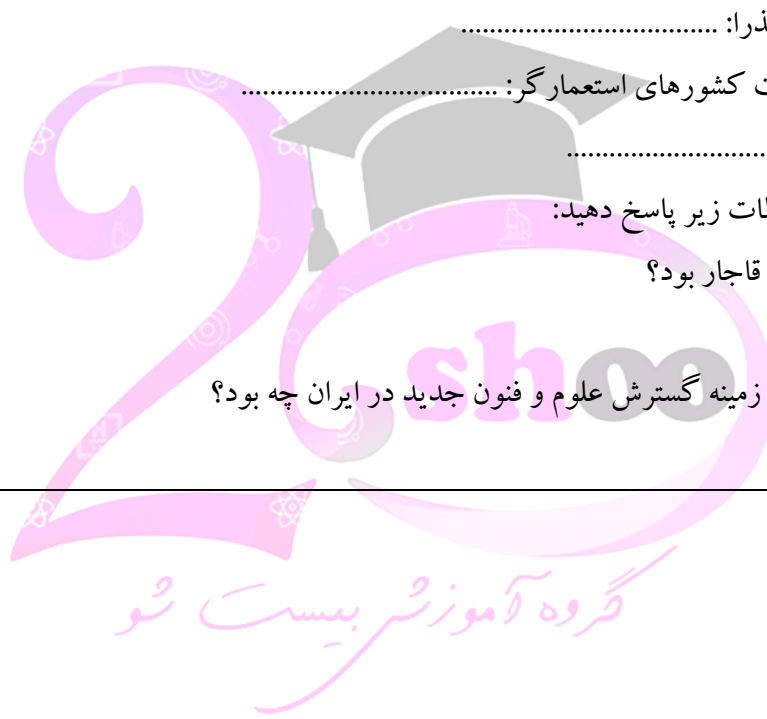 ذرا: ..................................
ت کشورهای استعمارگر: ..................................
..........................
ات زیر پاسخ دهید:
قاجار بود؟
زمینه گسترش علوم و فنون جدید در ایران چه بود؟
shoo
گروه آموزش بیست شو